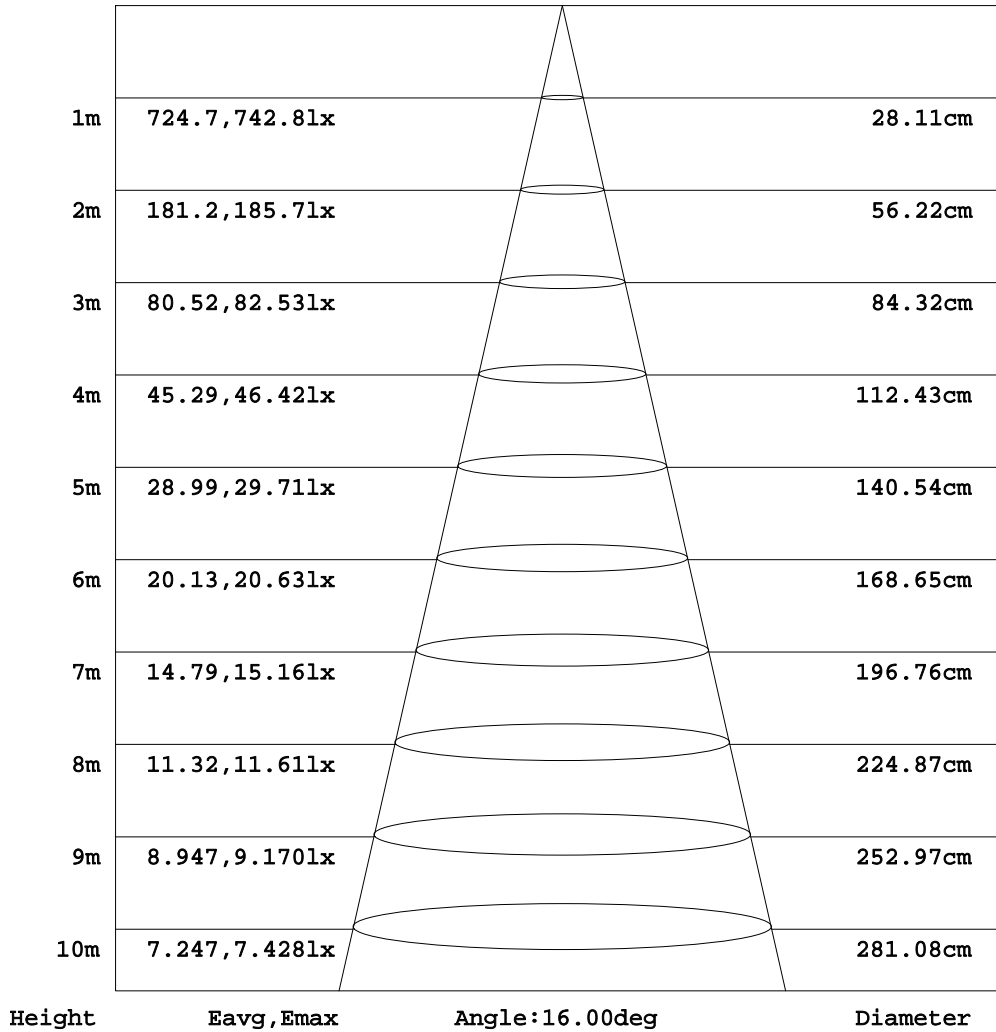 1m 724.7,742.8lx 28.11cm
2m 181.2,185.7lx 56.22cm
3m 80.52,82.53lx 84.32cm
4m 45.29,46.42lx 112.43cm
5m 28.99,29.71lx 140.54cm
6m 20.13,20.63lx 168.65cm
7m 14.79,15.16lx 196.76cm
8m 11.32,11.61lx 224.87cm
9m 8.947,9.170lx 252.97cm
10m 7.247,7.428lx 281.08cm
Height Eavg,Emax Angle:16.00deg Diameter